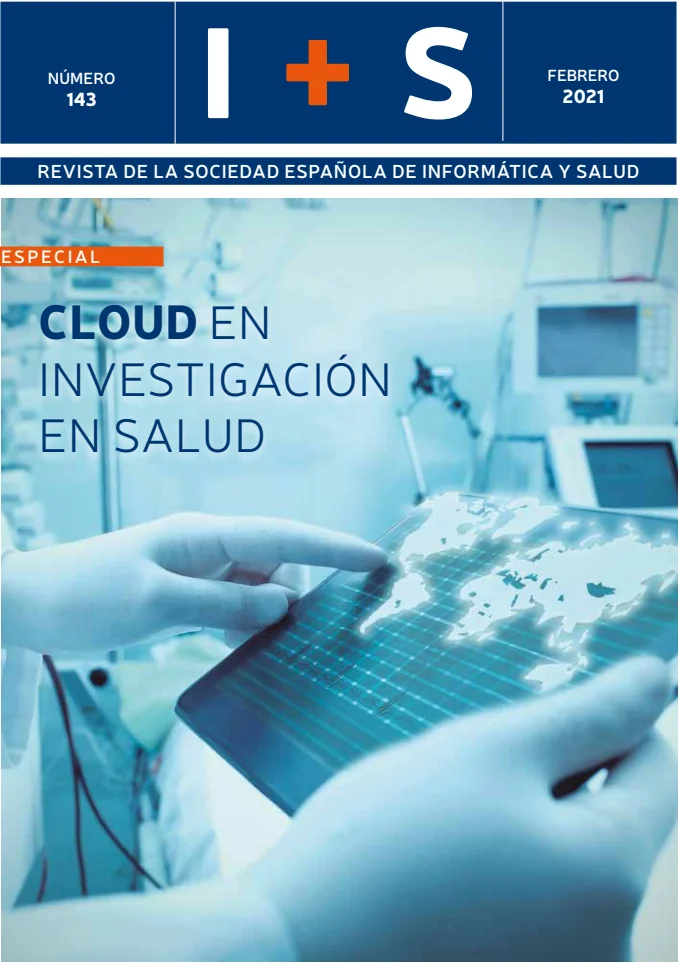 NÚMERO
143
I + S
FEBRERO
2021
REVISTA DE LA SOCIEDAD ESPAÑOLA DE INFORMÁTICA Y SALUD
ESPECIAL
CLOUD EN
INVESTIGACIÓN
EN SALUD